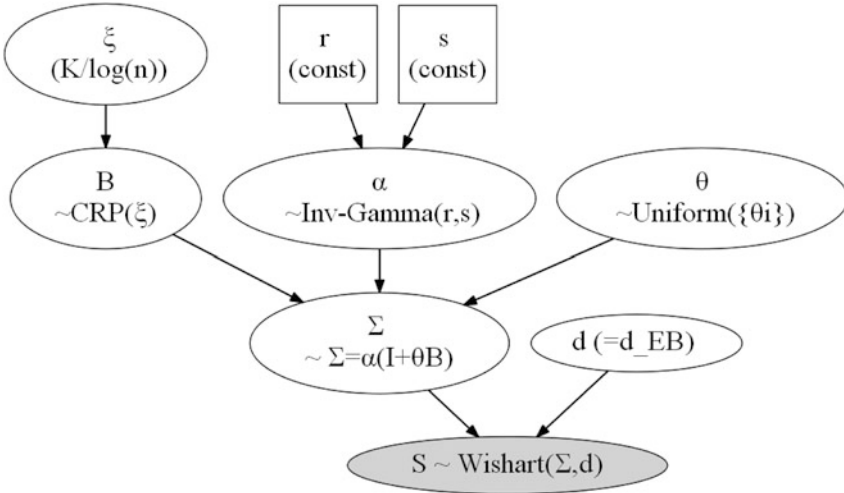 ξ
(K/log(n))
r
(const)
s
(const)
B
~CRP(ξ)
α
~Inv-Gamma(r,s)
θ
~Uniform({θi})
Σ
~ Σ=α(I+θB)
d (=d_EB)
S ~ Wishart(Σ,d)